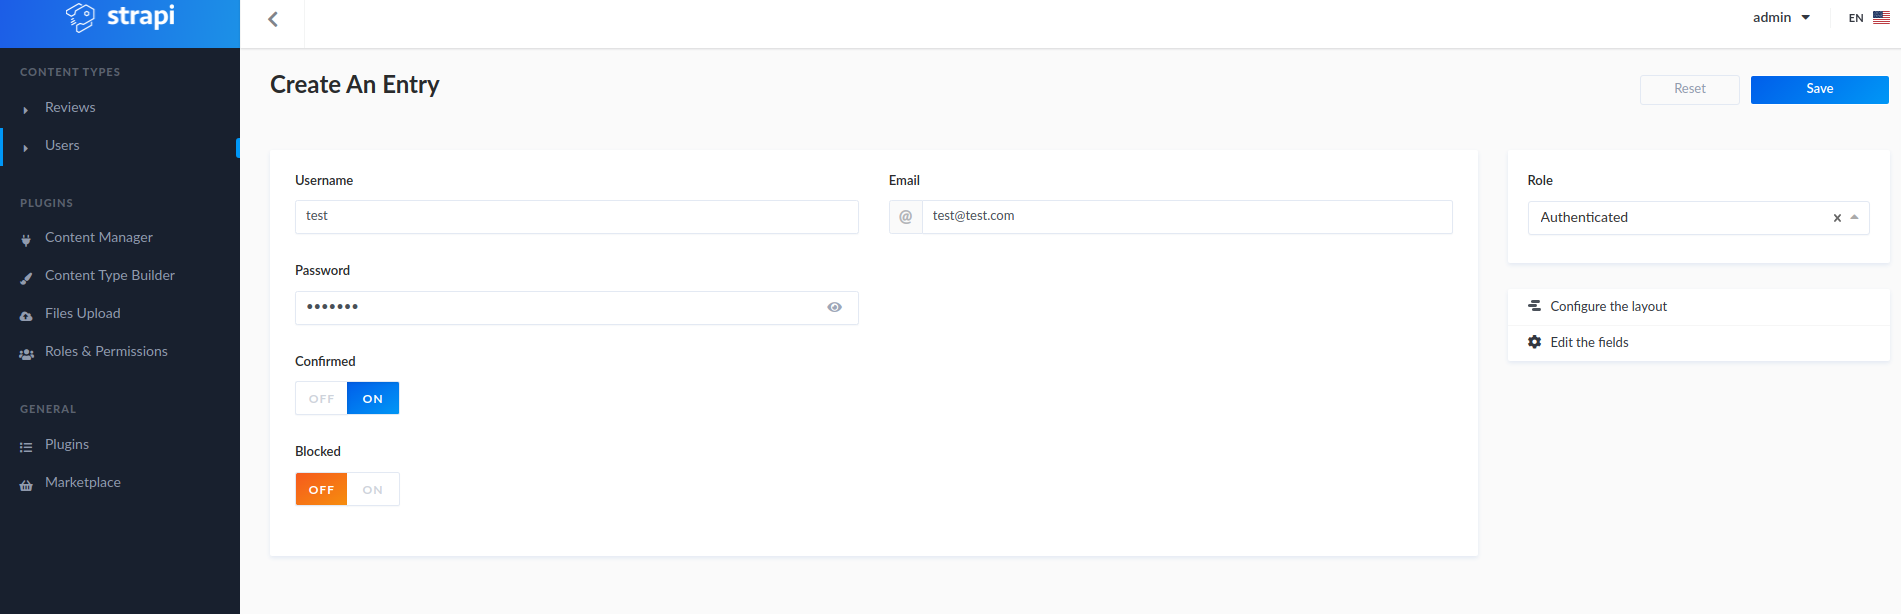 strapi
admin
EN
CONTENT TYPES
Reviews
Users
PLUGINS
Content Manager
Content Type Builder
Files Upload
Roles & Permissions
GENERAL
Plugins
Marketplace
Create An Entry
Reset
Save
Username
test
Email
@ test@test.com
Password
•••••••
Confirmed
OFF ON
Blocked
OFF ON
Role
Authenticated ×
Configure the layout
Edit the fields